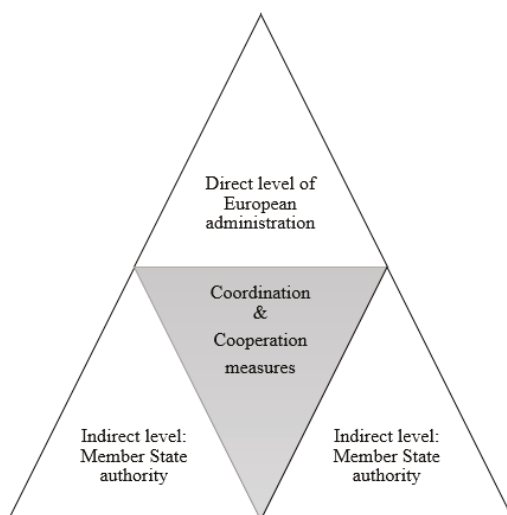 Direct level of
European
administration
Coordination
&
Cooperation
measures
Indirect level:
Member State
authority
Indirect level:
Member State
authority